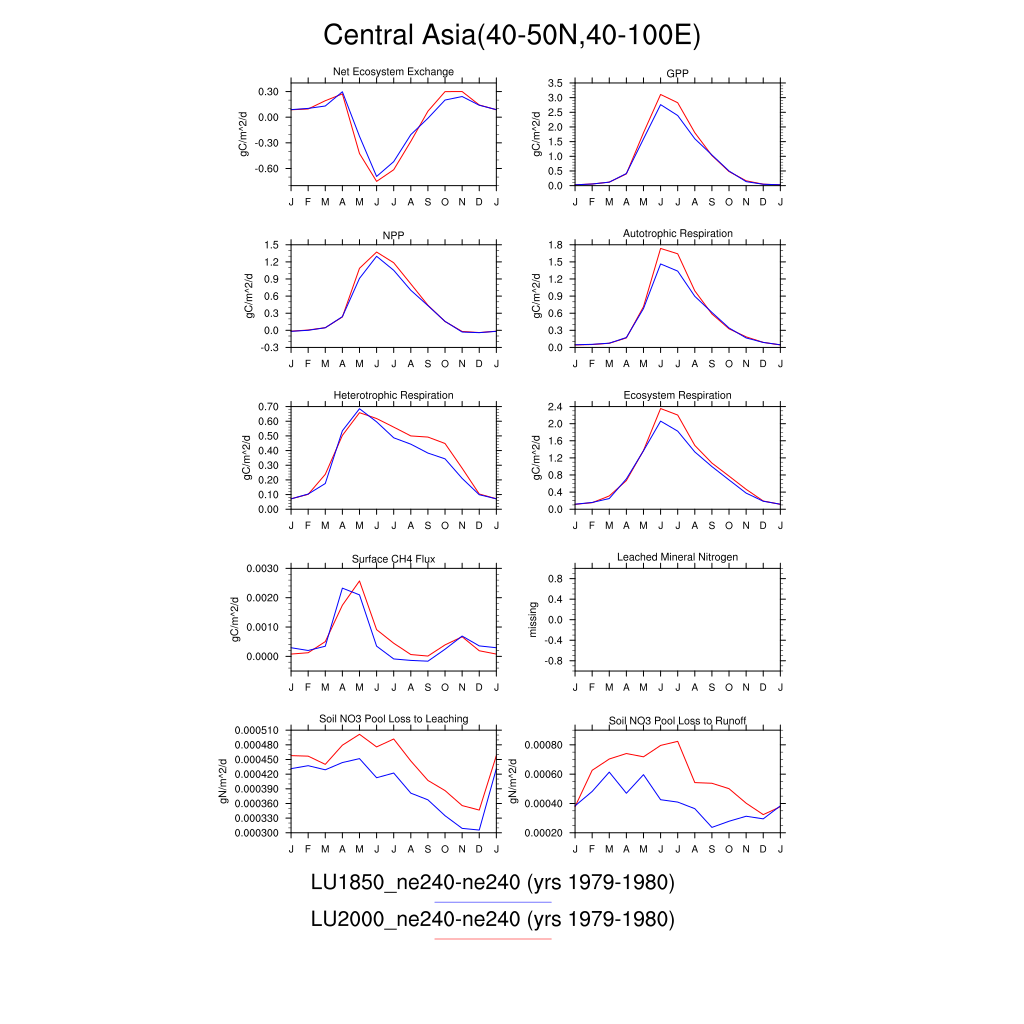 Central Asia(40-50N,40-100E)
Net Ecosystem Exchange
gC/m^2/d
0.30
0.00
-0.30
-0.60
J F M A M J J A S O N D J
GPP
gC/m^2/d
3.5
3.0
2.5
2.0
1.5
1.0
0.5
0.0
J F M A M J J A S O N D J
NPP
gC/m^2/d
1.5
1.2
0.9
0.6
0.3
0.0
-0.3
J F M A M J J A S O N D J
Autotrophic Respiration
gC/m^2/d
1.8
1.5
1.2
0.9
0.6
0.3
0.0
J F M A M J J A S O N D J
Heterotrophic Respiration
gC/m^2/d
0.70
0.60
0.50
0.40
0.30
0.20
0.10
0.00
J F M A M J J A S O N D J
Ecosystem Respiration
gC/m^2/d
2.4
2.0
1.6
1.2
0.8
0.4
0.0
J F M A M J J A S O N D J
Surface CH4 Flux
gC/m^2/d
0.0030
0.0020
0.0010
0.0000
J F M A M J J A S O N D J
Leached Mineral Nitrogen
missing
0.8
0.4
0.0
-0.4
-0.8
J F M A M J J A S O N D J
Soil NO3 Pool Loss to Leaching
gN/m^2/d
0.000510
0.000480
0.000450
0.000420
0.000390
0.000360
0.000330
0.000300
J F M A M J J A S O N D J
Soil NO3 Pool Loss to Runoff
gN/m^2/d
0.00080
0.00060
0.00040
0.00020
J F M A M J J A S O N D J
LU1850_ne240-ne240 (yrs 1979-1980)
LU2000_ne240-ne240 (yrs 1979-1980)